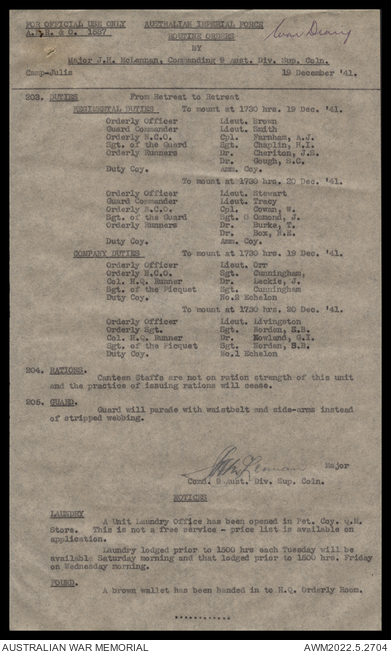 FOR OFFICIAL USE ONLY AUSTRALIAN IMPERIAL FORCE War Diary
A.F.H. & S. 1587 ROUTINE ORDERS
BY
Major J.H. McLennan, Commanding 9 Aust. Div. Sup. Coln.
Camp-Julis 19 December '41.
203. DUTIES From Retreat to Retreat
REGIMENTAL DUTIES To mount at 1730 hrs. 19 Dec. '41.
Orderly Officer Lieut. Brown
Guard Commander Lieut. Smith
Orderly N.C.O. Cpl. Farnham, A.J.
Sgt. of the Guard Sgt. Chaplin, H.I.
Orderly Runners Dr. Cheriton, J.S.
Dr. Gough, S.C.
Duty Coy. Amm. Coy.
To mount at 1730 hrs. 20 Dec. '41.
Orderly Officer Lieut. Stewart
Guard Commander Lieut. Tracy
Orderly N.C.O. Cpl. Cowan, W.
Sgt. of the Guard Sgt. O Osmond, J.
Orderly Runners Dr. Burke, T.
Dr. Box, N.E.
Duty Coy. Amm. Coy.
COMPANY DUTIES To mount at 1730 hrs. 19 Dec. '41.
Orderly Officer Lieut. Orr
Orderly N.C.O. Sgt. Cunningham,
Col. H.Q. Runner Dr. Leckie, J.
Sgt. of the Picquet Sgt. Cunningham
Duty Coy. No.2 Echelon
To mount at 1730 hrs. 20 Dec. '41.
Orderly Officer Lieut. Livingston
Orderly Sgt. Sgt. Worden, S.B.
Col. H.Q. Runner Dr. Newland, G.I.
Sgt. of the Picquet Sgt. Worden, S.B.
Duty Coy. No.1 Echelon
204. RATIONS.
Canteen Staffs are not on ration strength of this unit
and the practice of issuing rations will cease.
205. GUARD.
Guard will parade with waistbelt and side-arms instead
of stripped webbing.
Major
Comd. 9 Aust. Div. Sup. Coln.
NOTICES
LAUNDRY
A Unit Laundry Office has been opened in Pet. Coy. Q.M.
Store. This is not a free service - price list is available on
application.
Laundry lodged prior to 1500 hrs each Tuesday will be
available Saturday morning and that lodged prior to 1500 hrs. Friday
on Wednesday morning.
FOUND.
A brown wallet has been handed in to H.Q. Orderly Room.
............
AUSTRALIAN WAR MEMORIAL AWM2022.5.2704